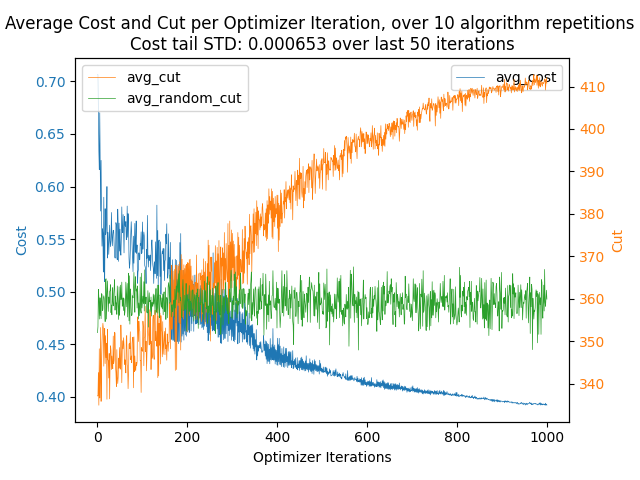 Average Cost and Cut per Optimizer Iteration, over 10 algorithm repetitions
Cost tail STD: 0.000653 over last 50 iterations
avg_cut
avg_random_cut
avg_cost
0.70
0.65
0.60
0.55
0.50
0.45
0.40
Cost
410
400
390
380
370
360
350
340
Cut
0
200
400
600
800
1000
Optimizer Iterations